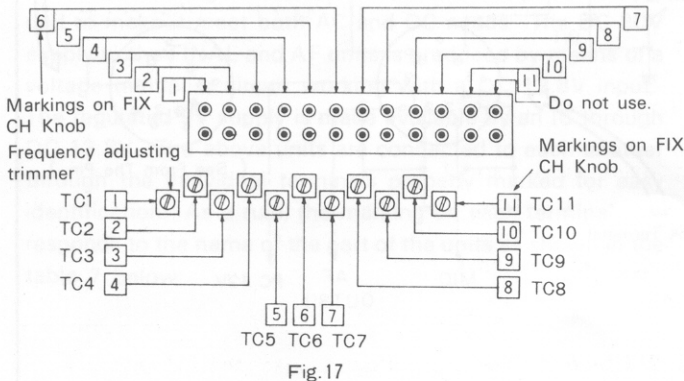 6
5
4
3
2
1
7
8
9
10
11
Markings on FIX
CH Knob
Do not use.
Frequency adjusting
trimmer
Markings on FIX
CH Knob
TC1 1
11 TC11
TC2 2
10 TC10
TC3 3
9 TC9
TC4 4
8 TC8
5 6 7
TC5 TC6 TC7
Fig.17